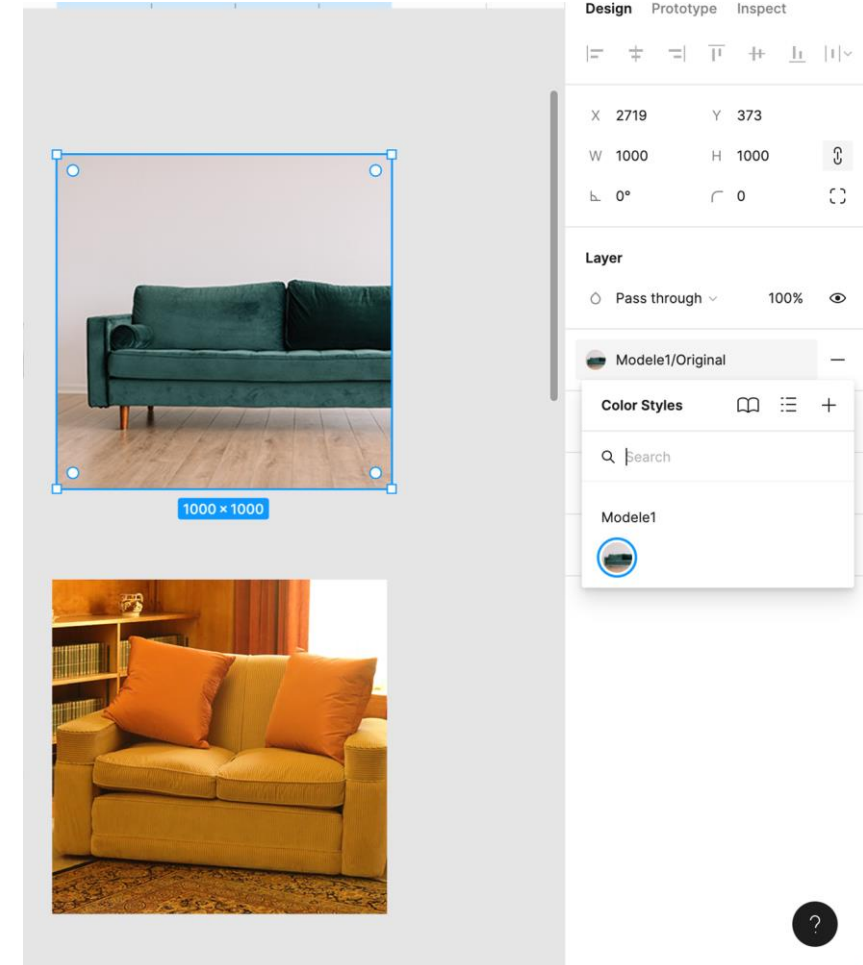 Design Prototype Inspect
X 2719 Y 373
W 1000 H 1000
0° 0
Layer
Pass through 100%
Modele1/Original
Color Styles
Search
Modele1
1000 × 1000
?